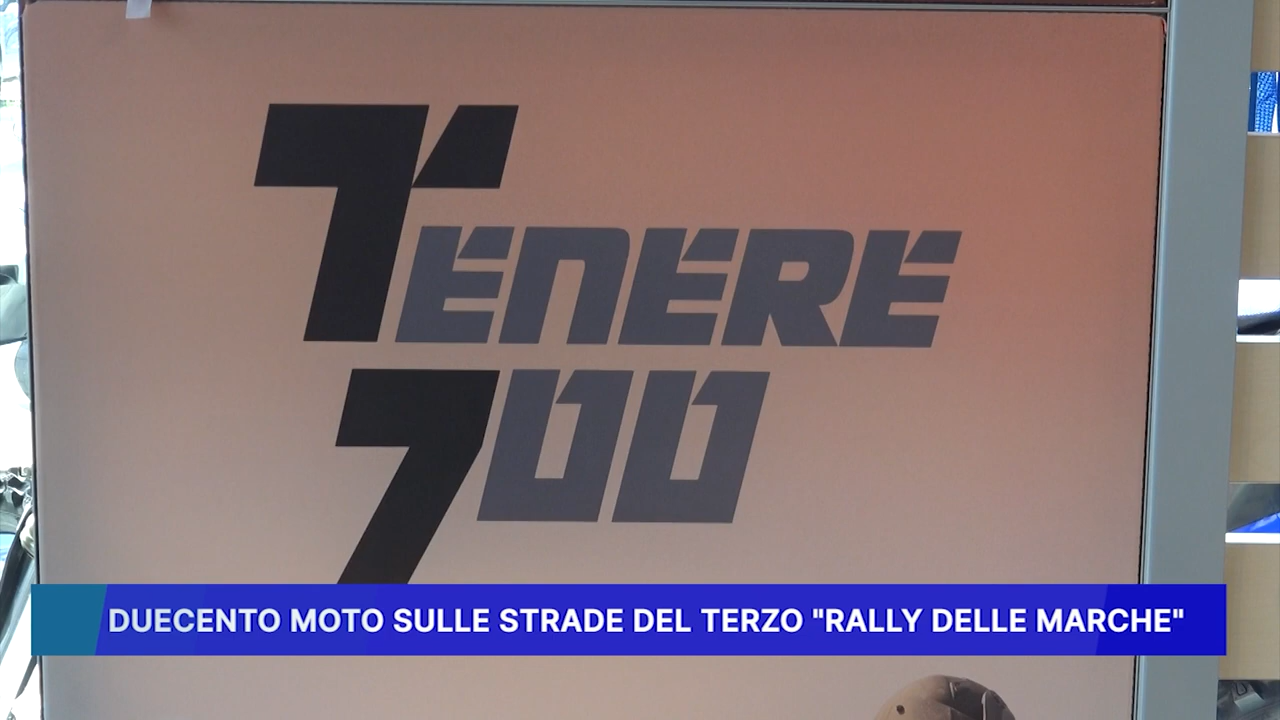 TÉNÉRÉ
700
DUECENTO MOTO SULLE STRADE DEL TERZO "RALLY DELLE MARCHE"